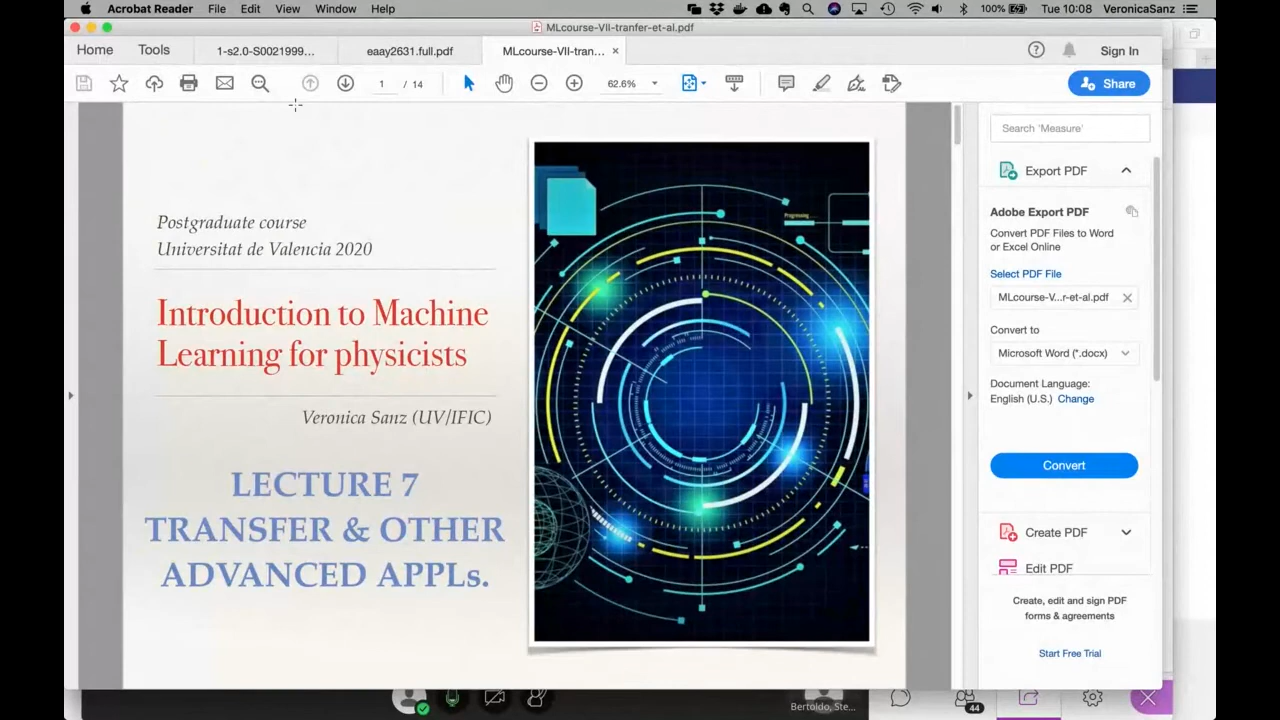 Acrobat Reader File Edit View Window Help 100% Tue 10:08 VeronicaSanz
MLcourse-VII-tranfer-et-al.pdf
Home Tools 1-s2.0-S0021999... eaay2631.full.pdf MLcourse-VII-tran... × Sign In
1 / 14 62.6% Share
Search 'Measure'
Export PDF
Adobe Export PDF
Convert PDF Files to Word
or Excel Online
Select PDF File
MLcourse-V...r-et-al.pdf
Convert to
Microsoft Word (*.docx)
Document Language:
English (U.S.) Change
Convert
Create PDF
Edit PDF
Create, edit and sign PDF
forms & agreements
Start Free Trial
Postgraduate course
Universitat de Valencia 2020
Introduction to Machine
Learning for physicists
Veronica Sanz (UV/IFIC)
LECTURE 7
TRANSFER & OTHER
ADVANCED APPLs.
Progressing
Bertoldo, Ste...
44